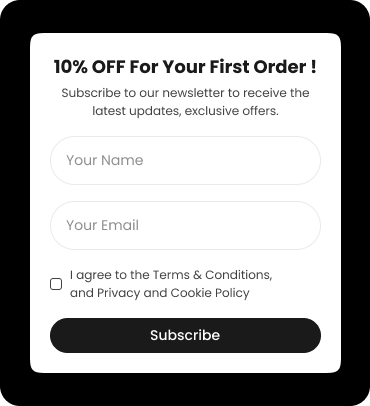 10% OFF For Your First Order !
Subscribe to our newsletter to receive the
latest updates, exclusive offers.
Your Name
Your Email
I agree to the Terms & Conditions,
and Privacy and Cookie Policy
Subscribe